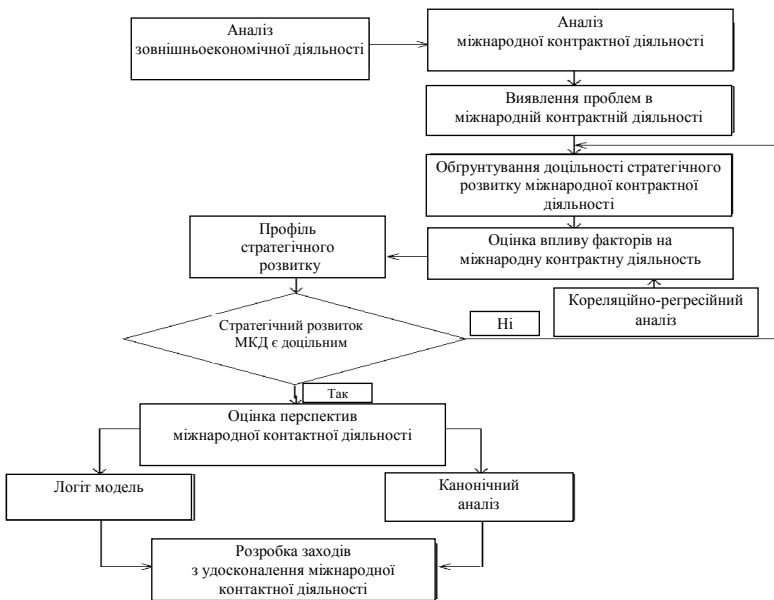 Аналіз
зовнішньоекономічної діяльності
Аналіз
міжнародної контрактної діяльності
Виявлення проблем в
міжнародній контрактній діяльності
Обґрунтування доцільності стратегічного
розвитку міжнародної контрактної
діяльності
Профіль
стратегічного
розвитку
Оцінка впливу факторів на
міжнародну контрактну діяльность
Кореляційно-регресійний
аналіз
Стратегічний розвиток
МКД є доцільним
Ні
Так
Оцінка перспектив
міжнародної контактної діяльності
Логіт модель
Канонічний
аналіз
Розробка заходів
з удосконалення міжнародної
контактної діяльності